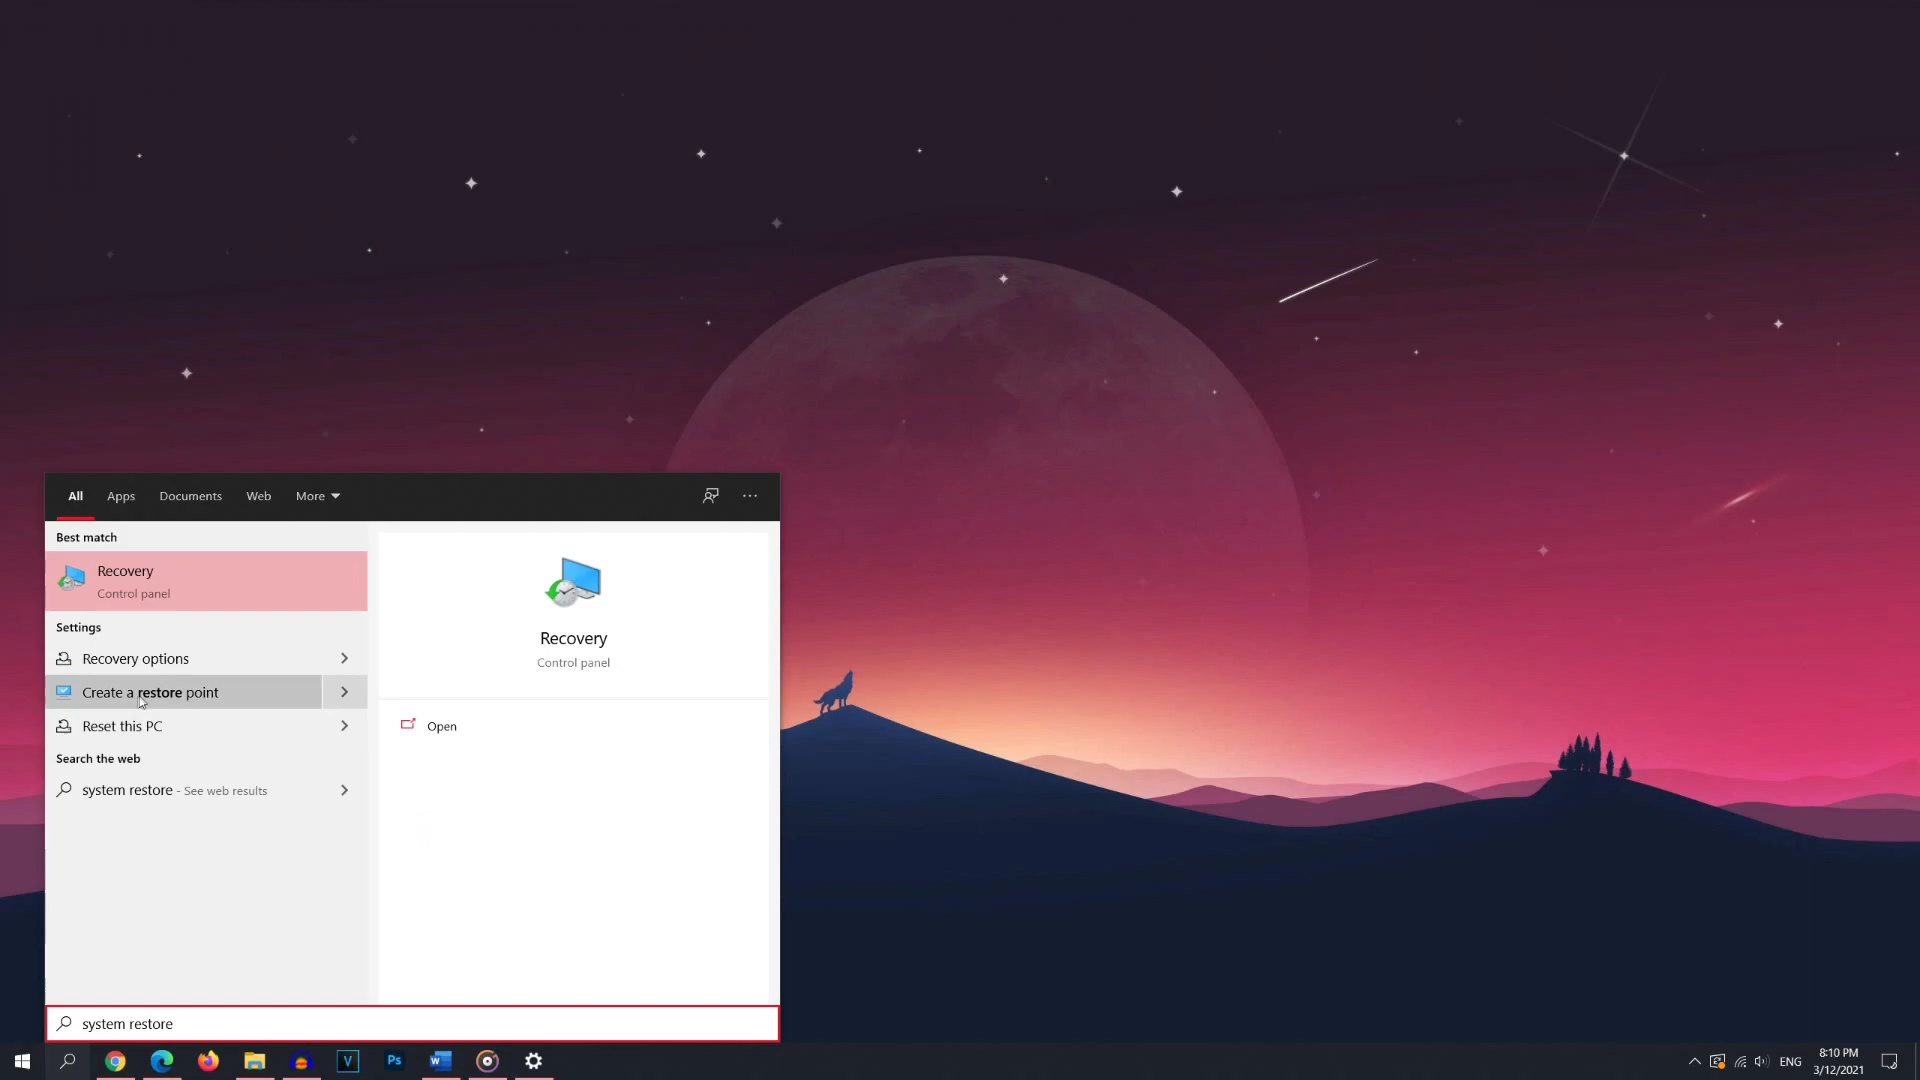 All Apps Documents Web More
Best match
Recovery
Control panel
Settings
Recovery options
Create a restore point
Reset this PC
Search the web
system restore - See web results
Recovery
Control panel
Open
system restore
V Ps W ENG 8:10 PM
3/12/2021